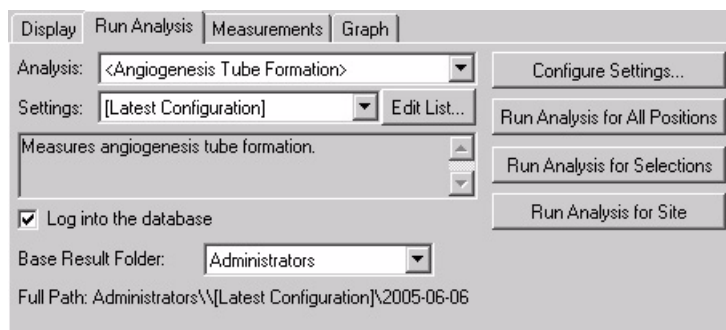 Display Run Analysis Measurements Graph
Analysis: <Angiogenesis Tube Formation> Configure Settings...
Settings: [Latest Configuration] Edit List... Run Analysis for All Positions
Measures angiogenesis tube formation.
Run Analysis for Selections
Log into the database Run Analysis for Site
Base Result Folder: Administrators
Full Path: Administrators\\[Latest Configuration]\2005-06-06